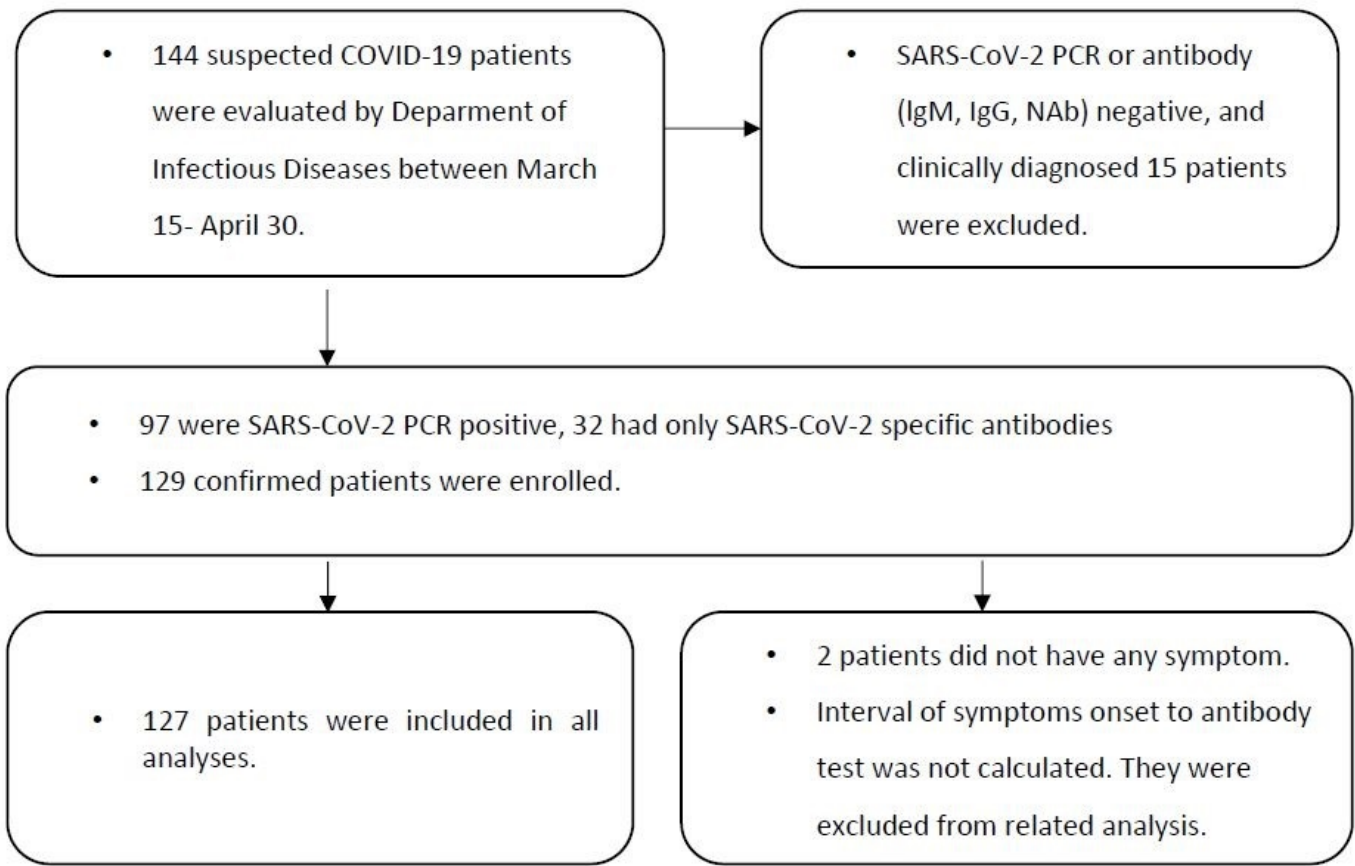 • 144 suspected COVID-19 patients
were evaluated by Deparment of
Infectious Diseases between March
15- April 30.
• SARS-CoV-2 PCR or antibody
(IgM, IgG, NAb) negative, and
clinically diagnosed 15 patients
were excluded.
• 97 were SARS-CoV-2 PCR positive, 32 had only SARS-CoV-2 specific antibodies
• 129 confirmed patients were enrolled.
• 127 patients were included in all
analyses.
• 2 patients did not have any symptom.
• Interval of symptoms onset to antibody
test was not calculated. They were
excluded from related analysis.